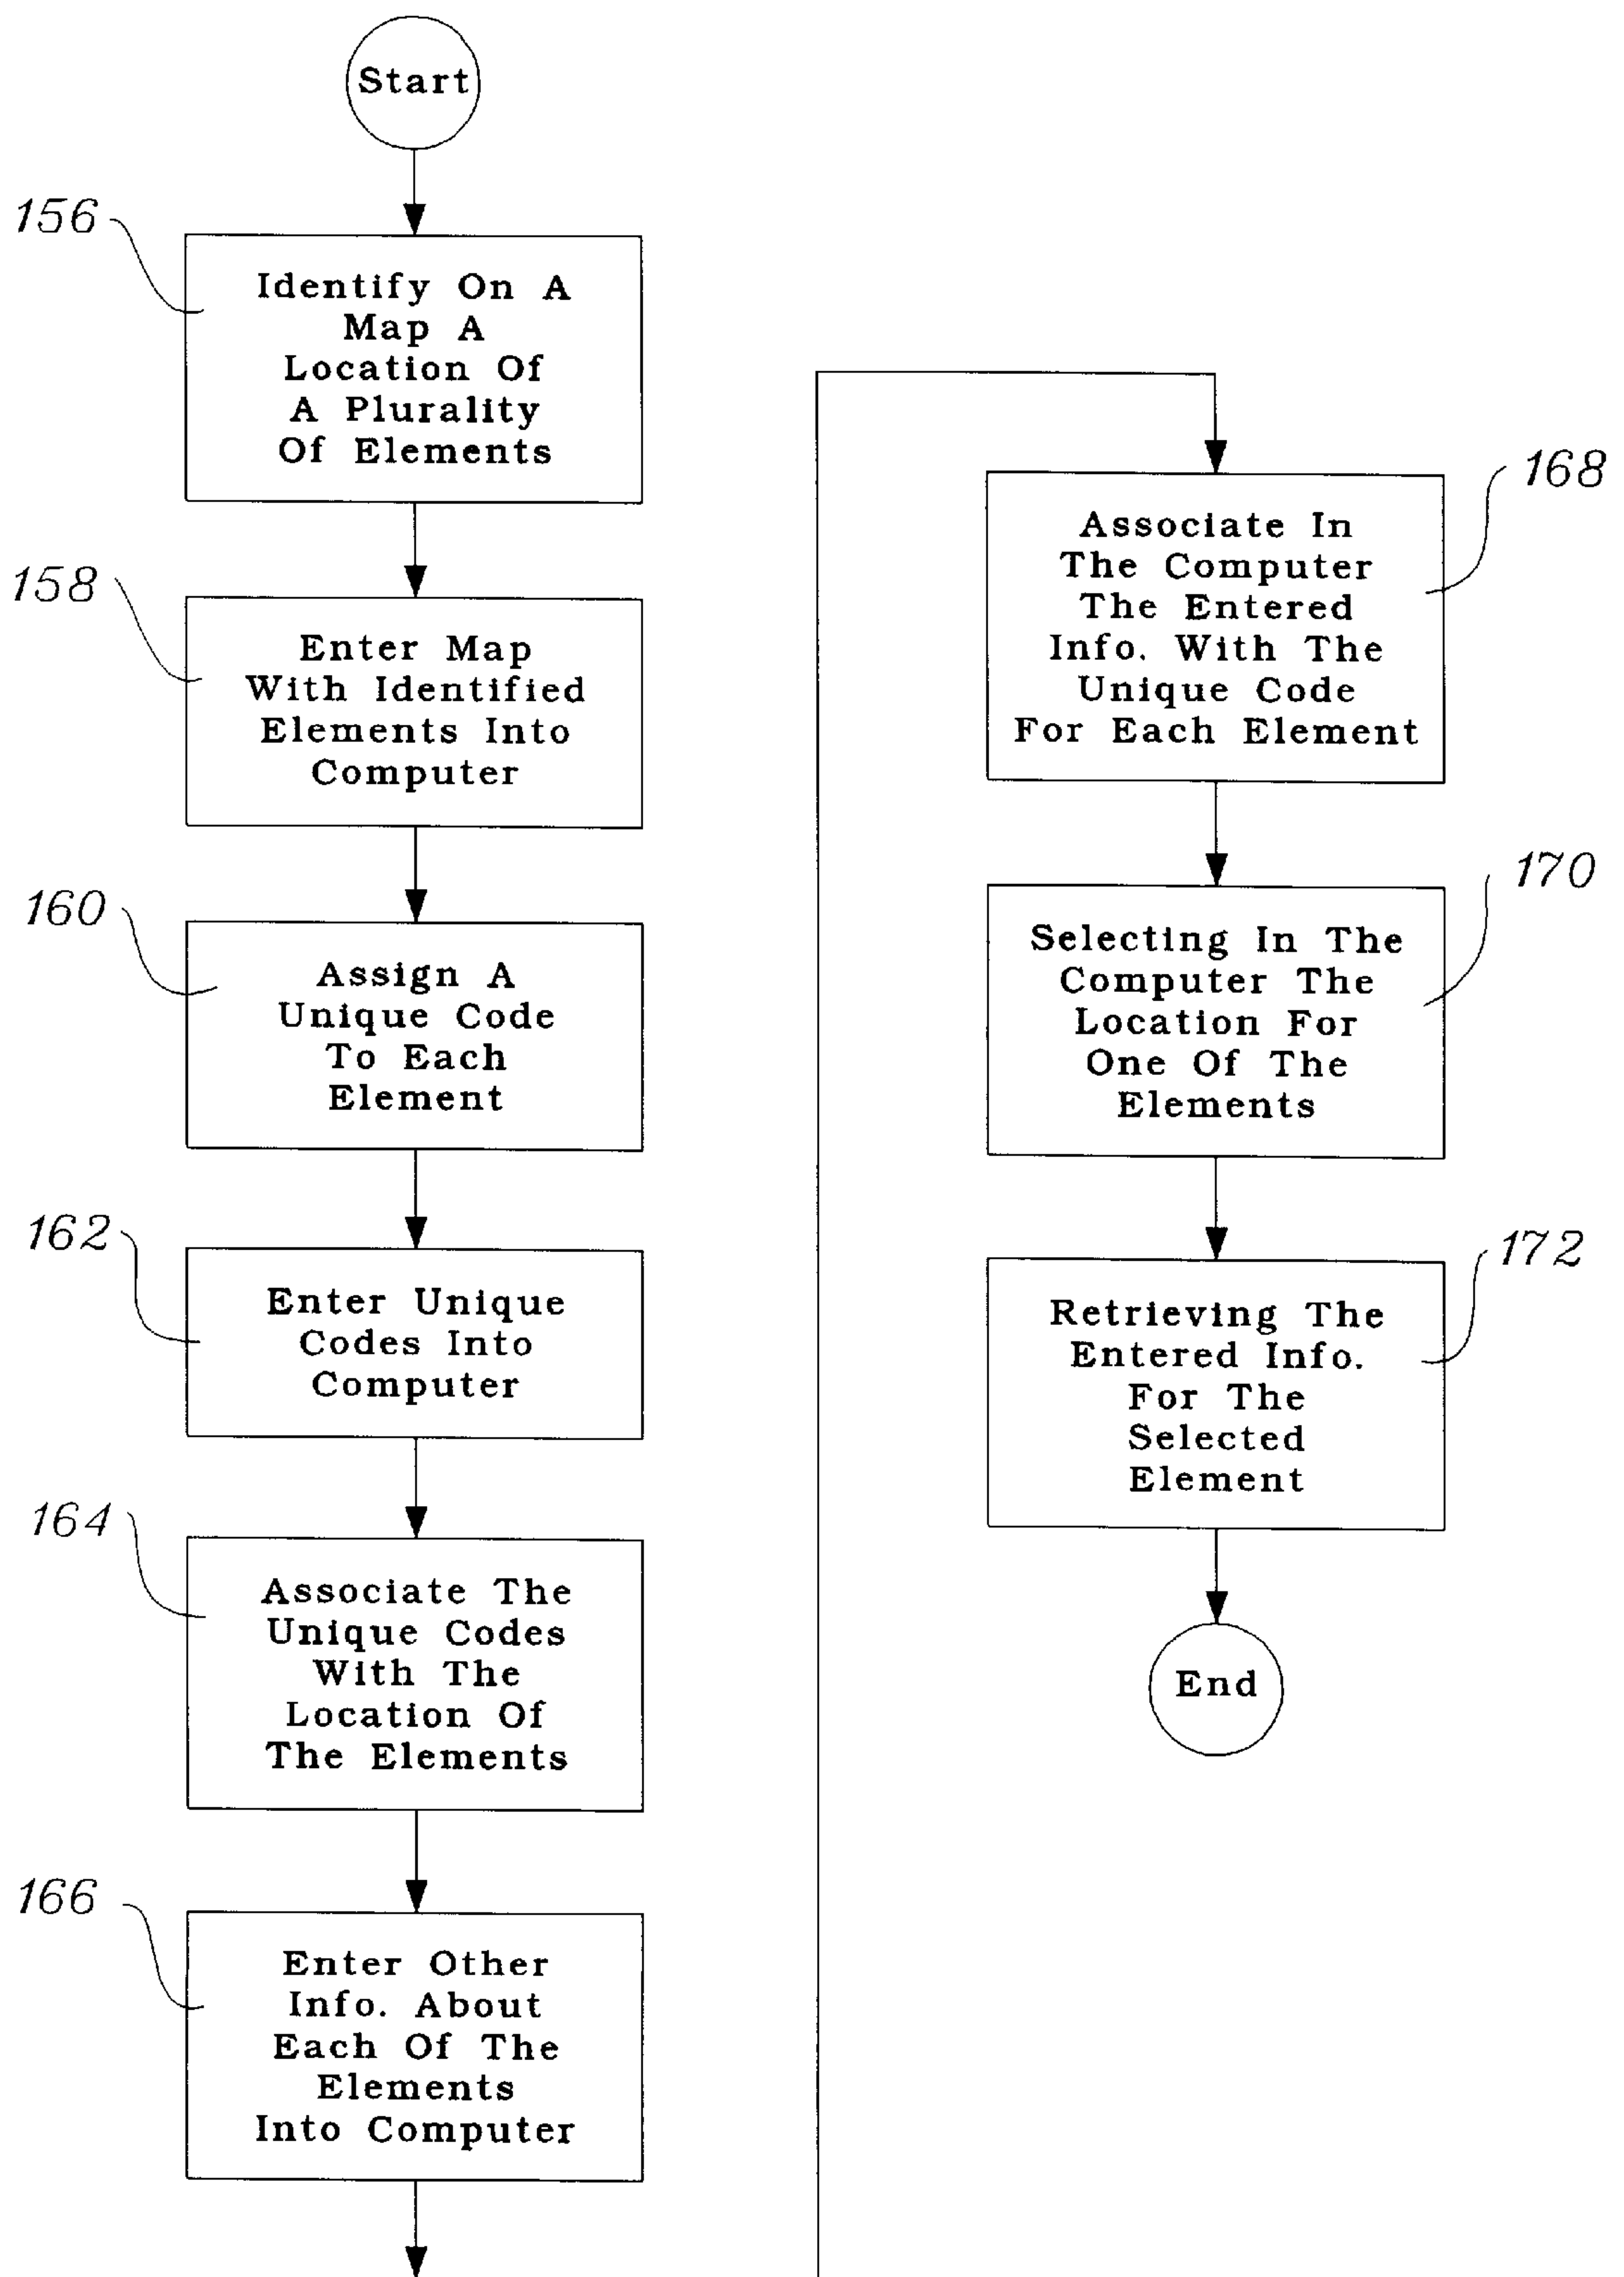 Start
156
Identify On A
Map A
Location Of
A Plurality
Of Elements
158
Enter Map
With Identified
Elements Into
Computer
160
Assign A
Unique Code
To Each
Element
162
Enter Unique
Codes Into
Computer
164
Associate The
Unique Codes
With The
Location Of
The Elements
166
Enter Other
Info. About
Each Of The
Elements
Into Computer
168
Associate In
The Computer
The Entered
Info. With The
Unique Code
For Each Element
170
Selecting In The
Computer The
Location For
One Of The
Elements
172
Retrieving The
Entered Info.
For The
Selected
Element
End